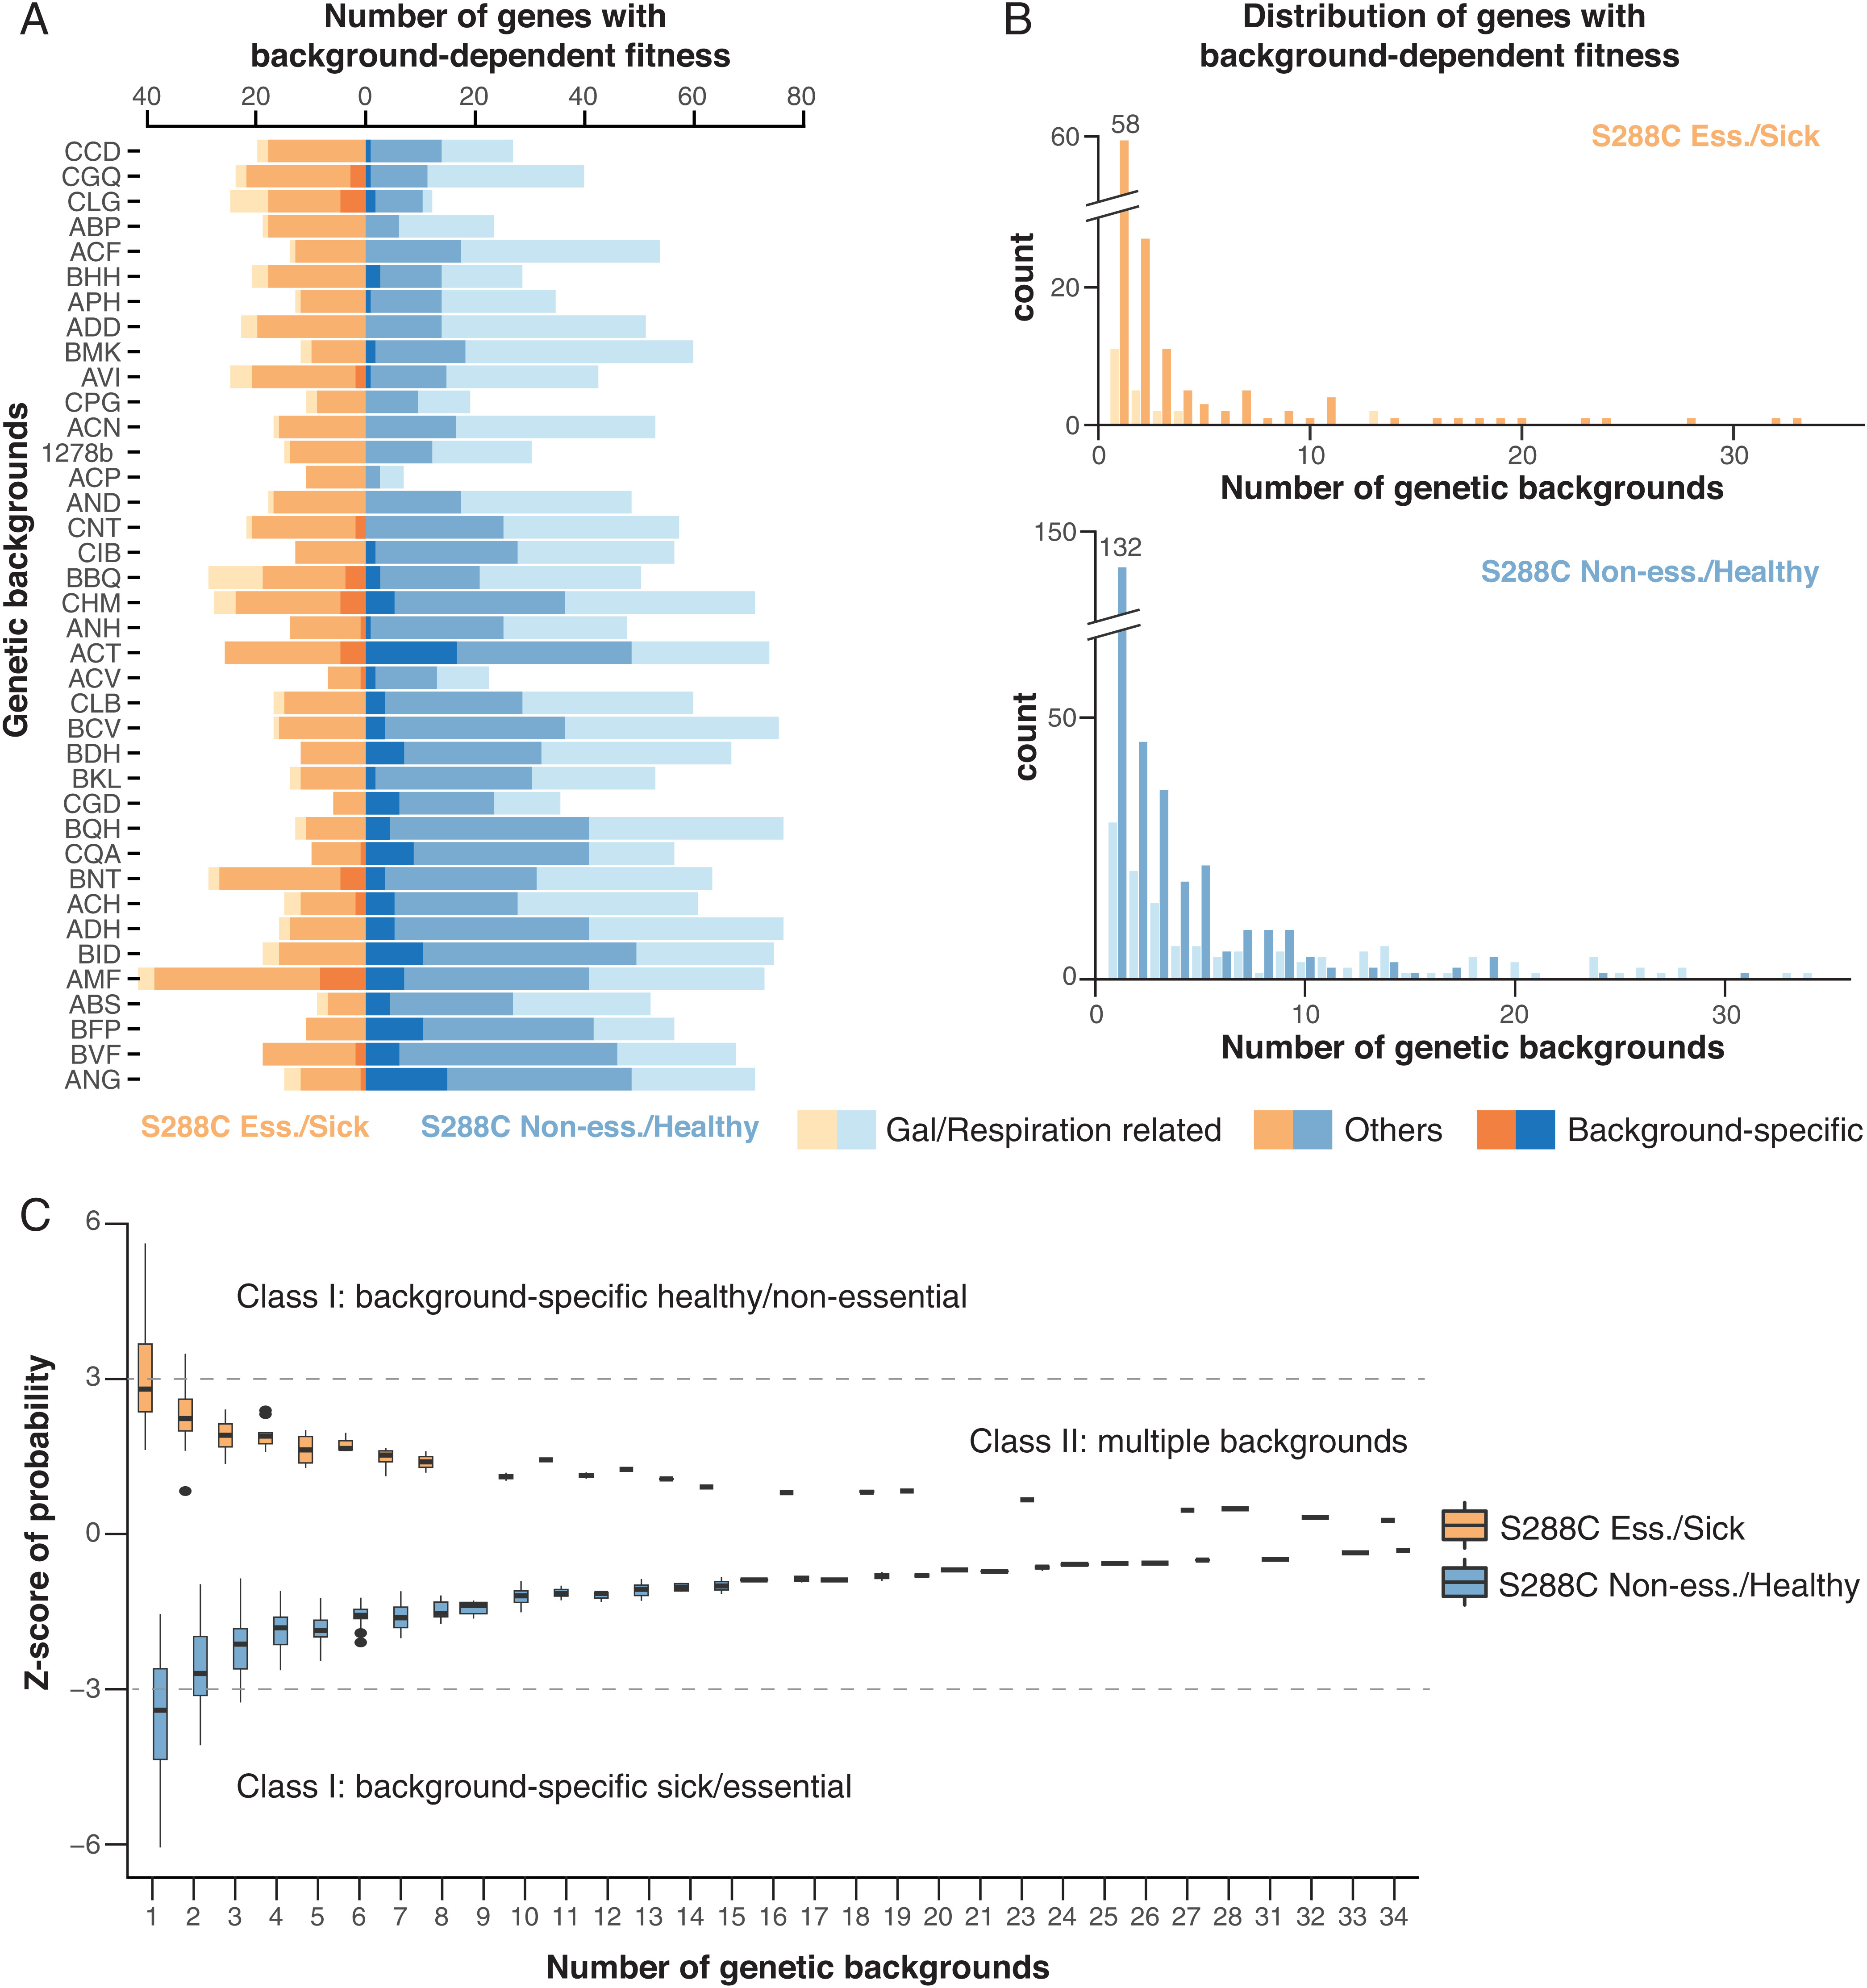 A
Number of genes with
background-dependent fitness
40 20 0 20 40 60 80
Genetic backgrounds
CCD
CGQ
CLG
ABP
ACF
BHH
APH
ADD
BMK
AVI
CPG
ACN
1278b
ACP
AND
CNT
CIB
BBQ
CHM
ANH
ACT
ACV
CLB
BCV
BDH
BKL
CGD
BQH
CQA
BNT
ACH
ADH
BID
AMF
ABS
BFP
BVF
ANG
S288C Ess./Sick
S288C Non-ess./Healthy
Gal/Respiration related
Others
Background-specific
B
Distribution of genes with
background-dependent fitness
S288C Ess./Sick
58
60
20
0
count
0 10 20 30
Number of genetic backgrounds
S288C Non-ess./Healthy
132
150
50
0
count
0 10 20 30
Number of genetic backgrounds
C
6
3
0
−3
−6
Z-score of probability
Class I: background-specific healthy/non-essential
Class II: multiple backgrounds
Class I: background-specific sick/essential
S288C Ess./Sick
S288C Non-ess./Healthy
1 2 3 4 5 6 7 8 9 10 11 12 13 14 15 16 17 18 19 20 21 23 24 25 26 27 28 31 32 33 34
Number of genetic backgrounds